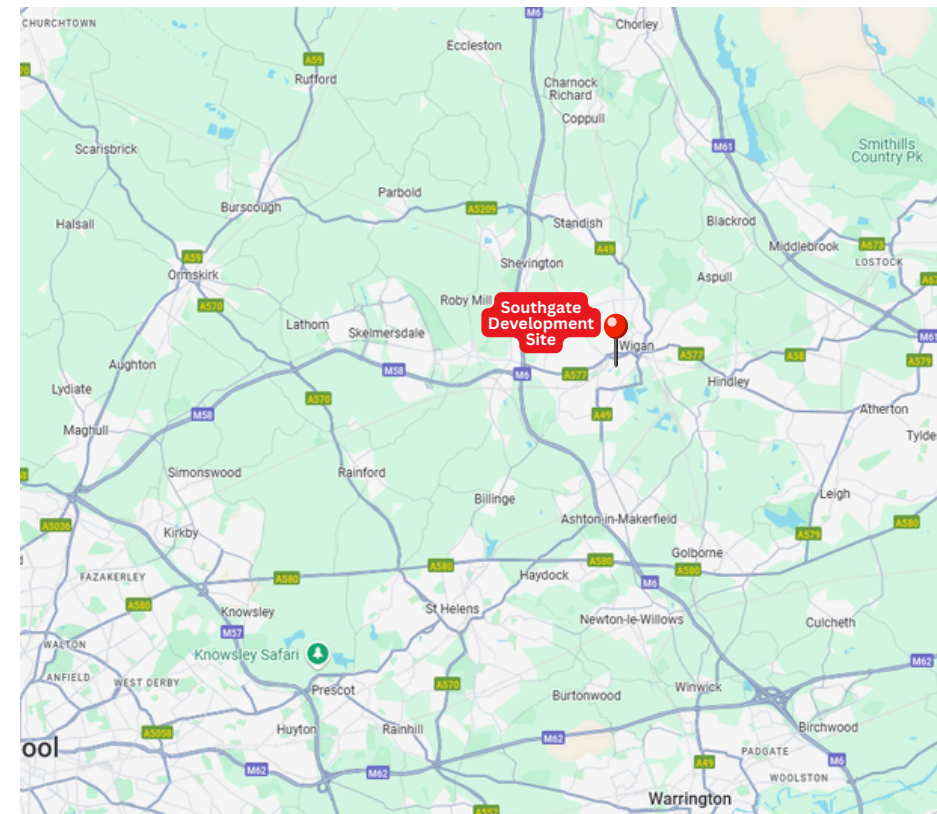 CHURCHTOWN
M6
Chorley
A59
Eccleston
Rufford
Charnock
Richard
Coppull
M61
Scarisbrick
Smithills
Country Pk
Parbold
Burscough
A5209
Halsall
Standish
Blackrod
A49
Middlebrook
A673
A59
LOSTOCK
Shevington
Ormskirk
Aspull
Roby Mill
A570
Southgate
Development
Site
Lathom
Skelmersdale
M61
Wigan
A577
A58
A579
Aughton
M58
M6
A577
Hindley
Lydiate
A570
M58
A49
Atherton
Maghull
Tylde
Simonswood
Rainford
Billinge
Leigh
Ashton-in-Makerfield
A5036
A580
Kirkby
A579
Golborne
A580
A580
A580
FAZAKERLEY
A580
Haydock
M6
A580
Knowsley
St Helens
Newton-le-Willows
Culcheth
M57
WALTON
Knowsley Safari
M62
ANFIELD
WEST DERBY
A570
Prescot
Burtonwood
Winwick
Huyton
Rainhill
Birchwood
A5058
M62
ool
PADGATE
M6
A49
M62
M62
WOOLSTON
Warrington
A557